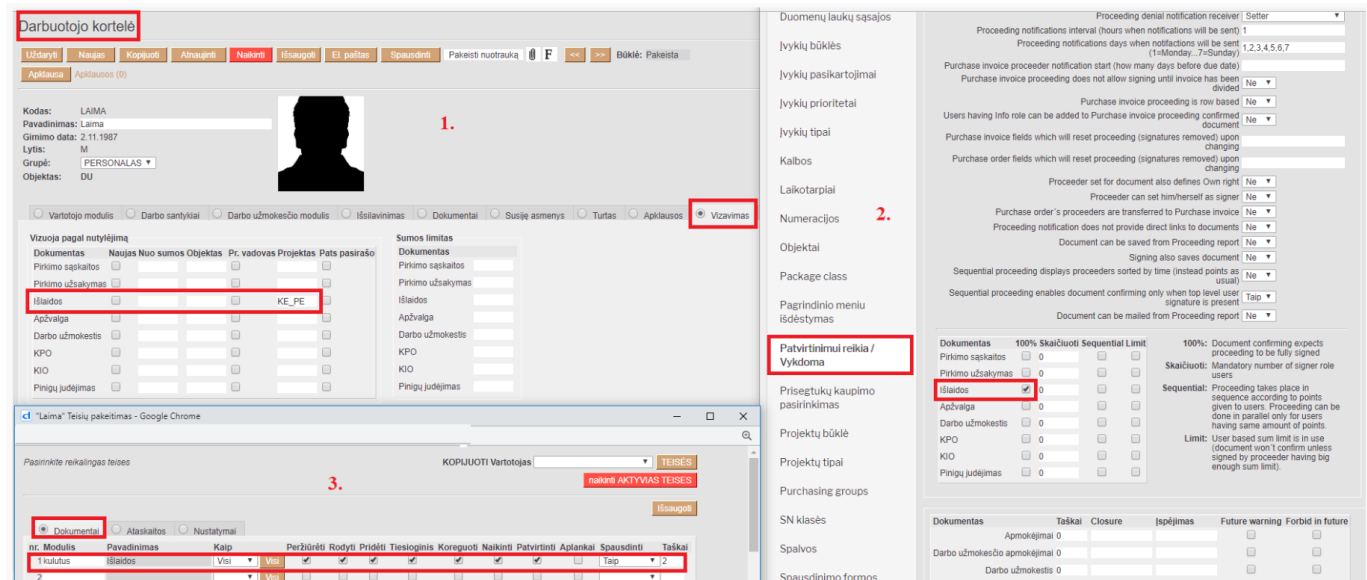 Darbuotojo kortelė
Uždaryti Naujas Kopijuoti Atnaujinti Naikinti Išsaugoti El. paštas Spausdinti Pakeisti nuotrauką F << >> Būklė: Pakeista
Apklausa Apklausos (0)
Kodas: LAIMA
Pavadinimas: Laima
Gimimo data: 2.11.1987
Lytis: M
Grupė: PERSONALAS
Objektas: DU
1.
Vartotojo modulis Darbo santykiai Darbo užmokesčio modulis Išsilavinimas Dokumentai Susiję asmenys Turtas Apklausos Vizavimas
Vizuoja pagal nutylėjimą
Dokumentas Naujas Nuo sumos Objektas Pr. vadovas Projektas Pats pasirašo
Pirkimo sąskaitos
Pirkimo užsakymas
Išlaidos KE_PE
Apžvalga
Darbo užmokestis
KPO
KIO
Pinigų judėjimas
Sumos limitas
Dokumentas
Pirkimo sąskaitos
Pirkimo užsakymas
Išlaidos
Apžvalga
Darbo užmokestis
KPO
KIO
Pinigų judėjimas
"Laima" Teisių pakeitimas - Google Chrome
Pasirinkite reikalingas teises KOPIJUOTI Vartotojas TEISĖS
naikinti AKTYVIAS TEISES
3.
Išsaugoti
Dokumentai Ataskaitos Nustatymai
nr. Modulis Pavadinimas Kaip Peržiūrėti Rodyti Pridėti Tiesioginis Koreguoti Naikinti Patvirtinti Aplankai Spausdinti Taškai
1 kulutus Išlaidos Visi Visi Taip 2
2 Visi
Duomenų laukų sąsajos
Įvykių būklės
Įvykių pasikartojimai
Įvykių prioritetai
Įvykių tipai
Kalbos
Laikotarpiai
Numeracijos
Objektai
Package class
Pagrindinio meniu
išdėstymas
Patvirtinimui reikia /
Vykdoma
Prisegtukų kaupimo
pasirinkimas
Projektų būklė
Projektų tipai
Purchasing groups
SN klasės
Spalvos
Spausdinimo formos
2.
Proceeding denial notification receiver Setter
Proceeding notifications interval (hours when notifications will be sent) 1
Proceeding notifications days when notifactions will be sent
(1=Monday...7=Sunday) 1,2,3,4,5,6,7
Purchase invoice proceeder notification start (how many days before due date)
Purchase invoice proceeding does not allow signing until invoice has been
divided Ne
Purchase invoice proceeding is row based Ne
Users having Info role can be added to Purchase invoice proceeding confirmed
document Ne
Purchase invoice fields which will reset proceeding (signatures removed) upon
changing
Purchase order fields which will reset proceeding (signatures removed) upon
changing
Proceeder set for document also defines Own right Ne
Proceeder can set him/herself as signer Ne
Purchase order´s proceeders are transferred to Purchase invoice Ne
Proceeding notification does not provide direct links to documents Ne
Document can be saved from Proceeding report Ne
Signing also saves document Ne
Sequential proceeding displays proceeders sorted by time (instead points as
usual) Ne
Sequential proceeding enables document confirming only when top level user
signature is present Taip
Document can be mailed from Proceeding report Ne
Dokumentas 100% Skaičiuoti Sequential Limit
Pirkimo sąskaitos 0
Pirkimo užsakymas 0
Išlaidos 0
Apžvalga 0
Darbo užmokestis 0
KPO 0
KIO 0
Pinigų judėjimas 0
100%: Document confirming expects
proceeding to be fully signed
Skaičiuoti: Mandatory number of signer role
users
Sequential: Proceeding takes place in
sequence according to points
given to users. Proceeding can be
done in parallel only for users
having same amount of points.
Limit: User based sum limit is in use
(document won´t confirm unless
signed by proceeder having big
enough sum limit).
Dokumentas Taškai Closure Įspėjimas Future warning Forbid in future
Apmokėjimai 0
Darbo užmokesčio apmokėjimai 0
Darbo užmokestis 0